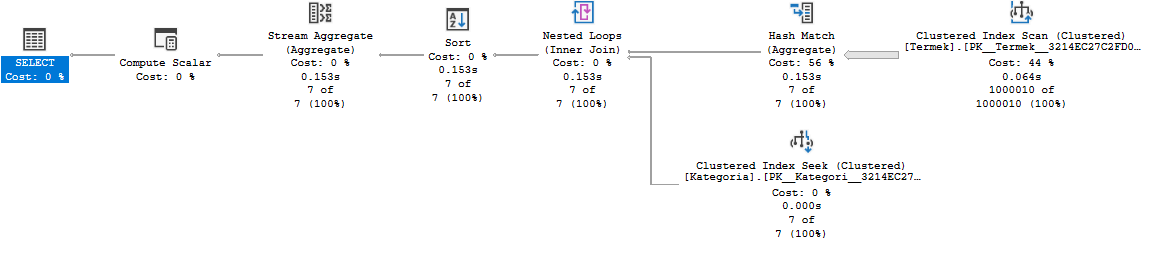 SELECT
Cost: 0 %
Compute Scalar
Cost: 0 %
Stream Aggregate
(Aggregate)
Cost: 0 %
0.153s
7 of
7 (100%)
Sort
Cost: 0 %
0.153s
7 of
7 (100%)
Nested Loops
(Inner Join)
Cost: 0 %
0.153s
7 of
7 (100%)
Hash Match
(Aggregate)
Cost: 56 %
0.153s
7 of
7 (100%)
Clustered Index Scan (Clustered)
[Termek].[PK__Termek__3214EC27C2FD0…
Cost: 44 %
0.064s
1000010 of
1000010 (100%)
Clustered Index Seek (Clustered)
[Kategoria].[PK__Kategori__3214EC27…
Cost: 0 %
0.000s
7 of
7 (100%)